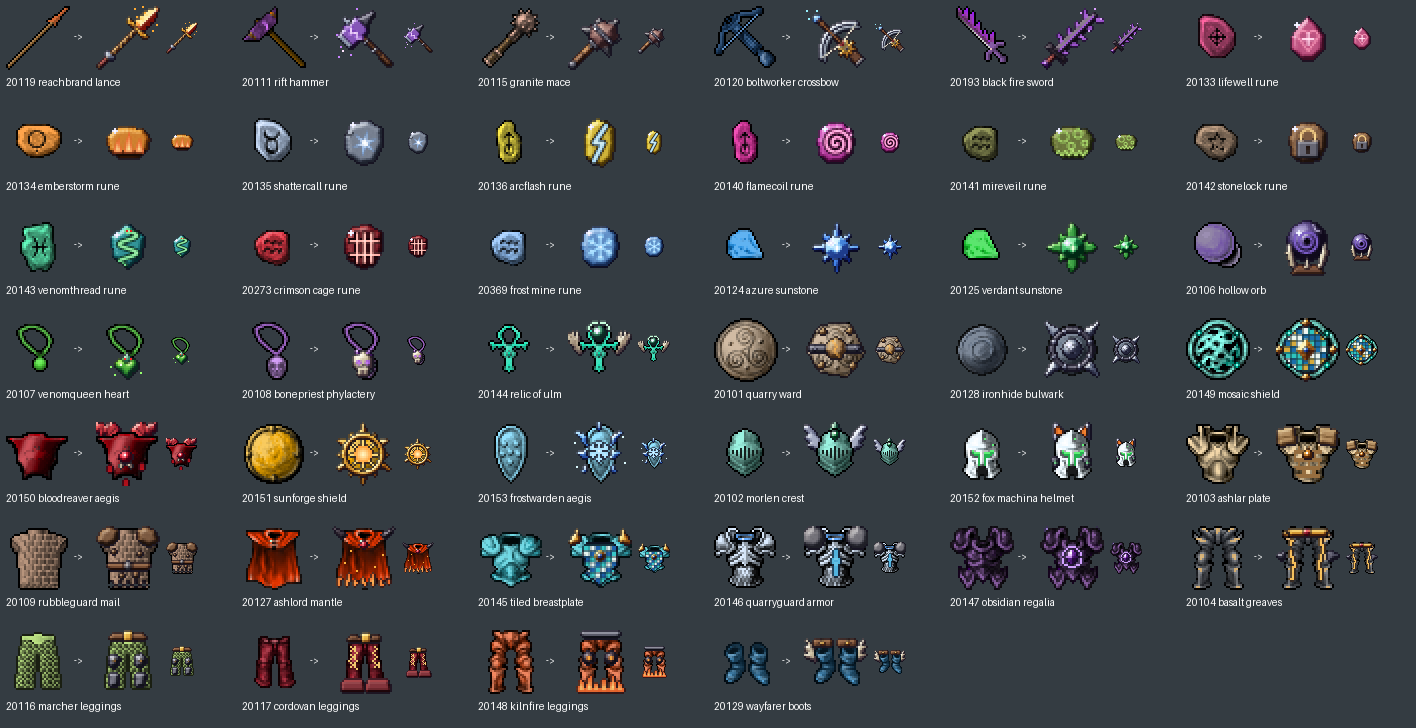 -> -> -> -> -> ->
20119 reachbrand lance 20111 rift hammer 20115 granite mace 20120 boltworker crossbow 20193 black fire sword 20133 lifewell rune
-> -> -> -> -> ->
20134 emberstorm rune 20135 shattercall rune 20136 arcflash rune 20140 flamecoil rune 20141 mireveil rune 20142 stonelock rune
-> -> -> -> -> ->
20143 venomthread rune 20273 crimson cage rune 20369 frost mine rune 20124 azure sunstone 20125 verdant sunstone 20106 hollow orb
-> -> -> -> -> ->
20107 venomqueen heart 20108 bonepriest phylactery 20144 relic of ulm 20101 quarry ward 20128 ironhide bulwark 20149 mosaic shield
-> -> -> -> -> ->
20150 bloodreaver aegis 20151 sunforge shield 20153 frostwarden aegis 20102 morlen crest 20152 fox machina helmet 20103 ashlar plate
-> -> -> -> -> ->
20109 rubbleguard mail 20127 ashlord mantle 20145 tiled breastplate 20146 quarryguard armor 20147 obsidian regalia 20104 basalt greaves
-> -> -> ->
20116 marcher leggings 20117 cordovan leggings 20148 kilnfire leggings 20129 wayfarer boots